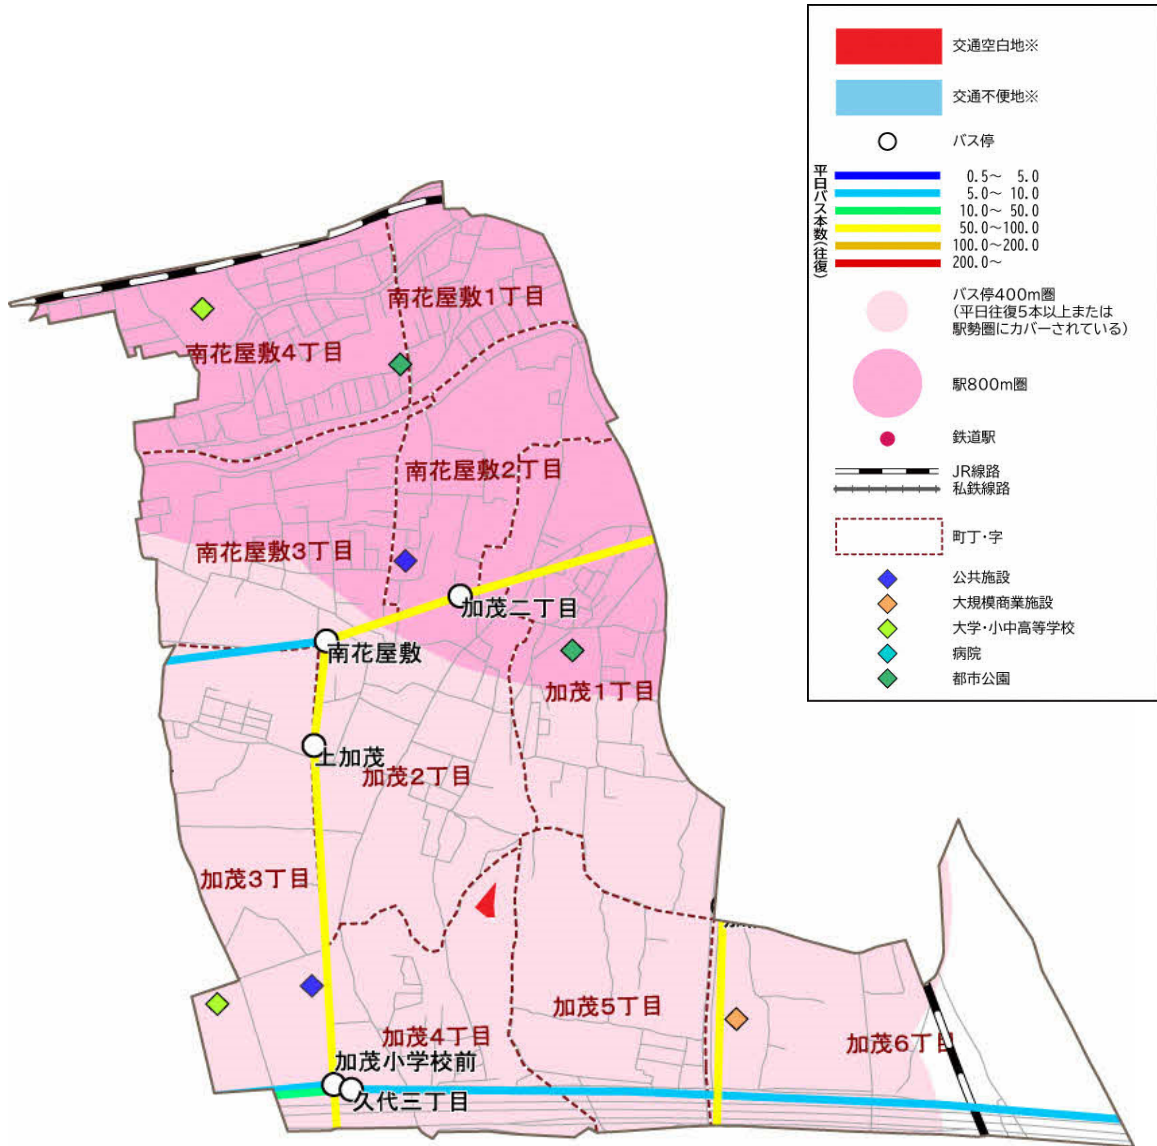 交通空白地※
交通不便地※
バス停
平日バス本数(往復)
0.5～ 5.0
5.0～ 10.0
10.0～ 50.0
50.0～100.0
100.0～200.0
200.0～
バス停400m圏
(平日往復5本以上または
駅勢圏にカバーされている)
駅800m圏
鉄道駅
JR線路
私鉄線路
町丁・字
公共施設
大規模商業施設
大学・小中高等学校
病院
都市公園
南花屋敷1丁目
南花屋敷4丁目
南花屋敷2丁目
南花屋敷3丁目
加茂二丁目
南花屋敷
加茂1丁目
上加茂
加茂2丁目
加茂3丁目
加茂5丁目
加茂4丁目
加茂6丁目
加茂小学校前
久代三丁目